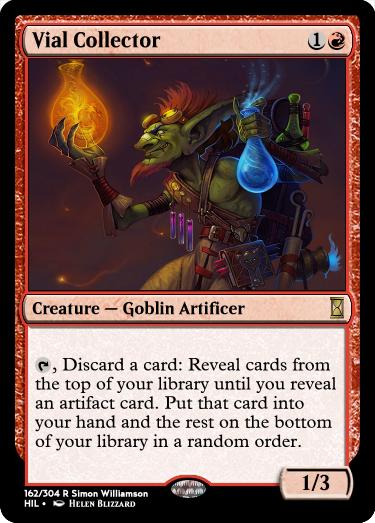 Vial Collector 1
Creature — Goblin Artificer
, Discard a card: Reveal cards from
the top of your library until you reveal
an artifact card. Put that card into
your hand and the rest on the bottom
of your library in a random order.
1/3
162/304 R Simon Williamson
HIL • Helen Blizzard